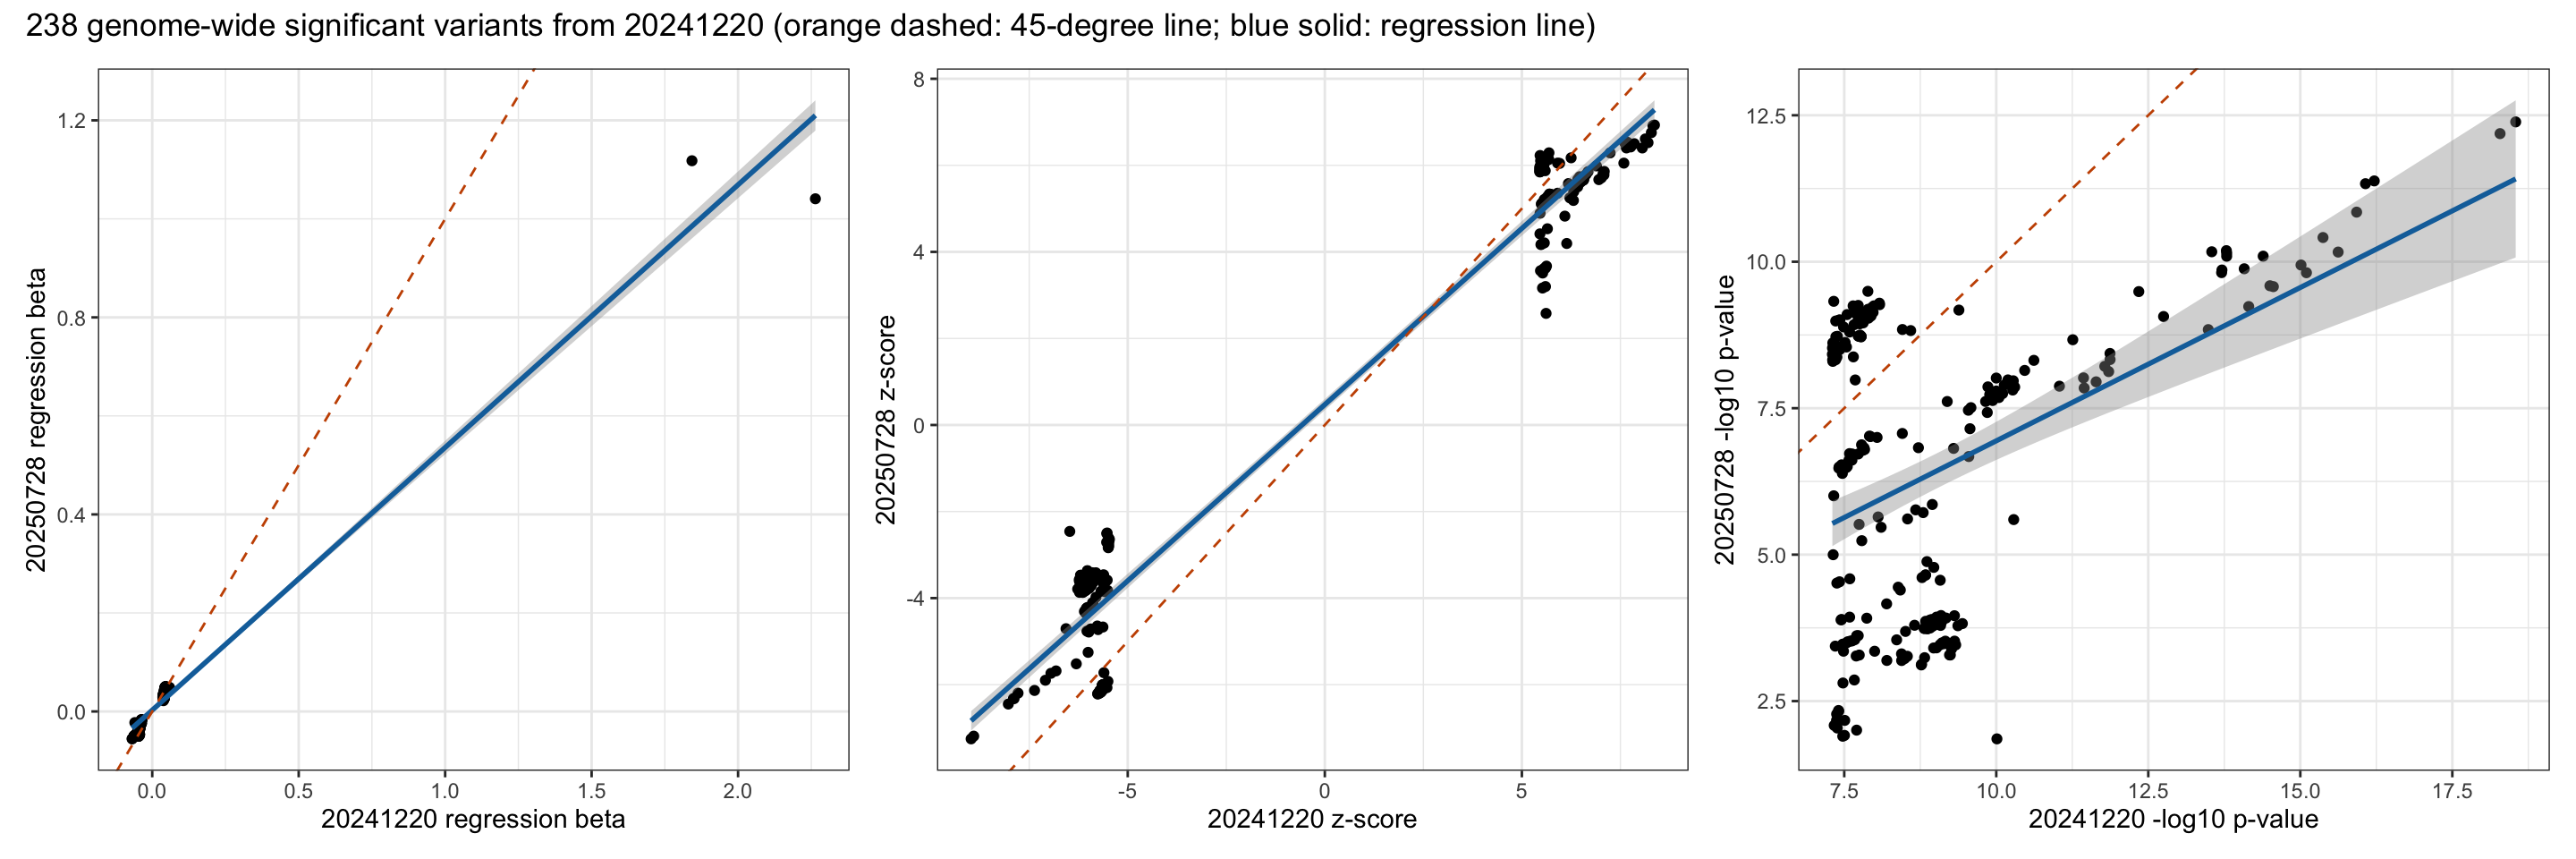 238 genome-wide significant variants from 20241220 (orange dashed: 45-degree line; blue solid: regression line)
20250728 regression beta
1.2
0.8
0.4
0.0
0.0 0.5 1.0 1.5 2.0
20241220 regression beta
20250728 z-score
8
4
0
-4
-5 0 5
20241220 z-score
20250728 -log10 p-value
12.5
10.0
7.5
5.0
2.5
7.5 10.0 12.5 15.0 17.5
20241220 -log10 p-value